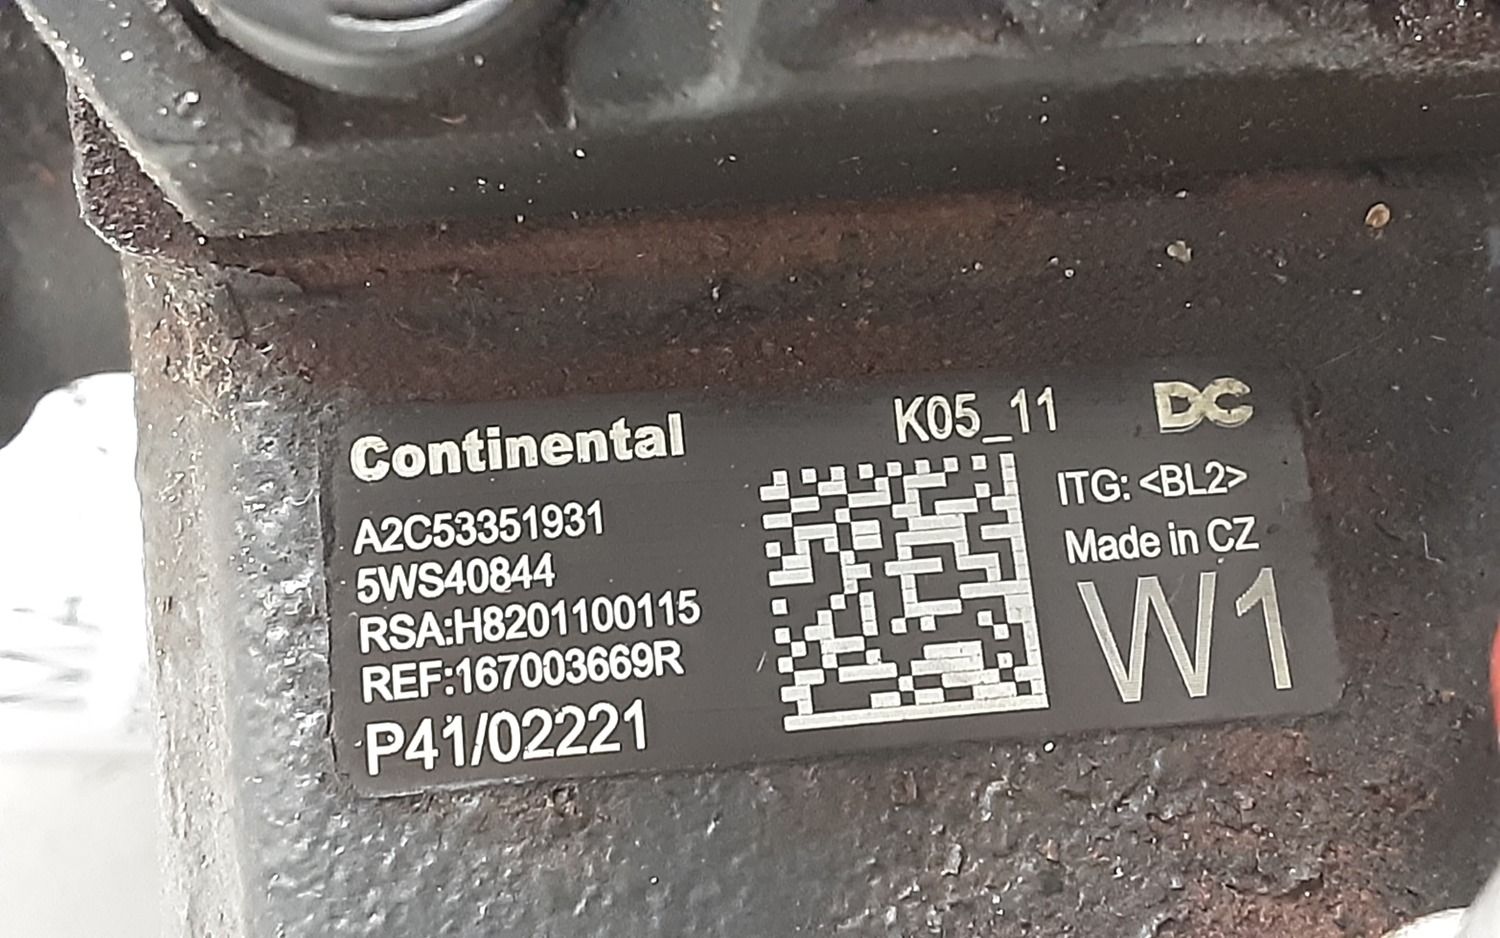 Continental
K05_11
DC
A2C53351931
5WS40844
RSA:H8201100115
REF:167003669R
P41/02221
ITG: <BL2>
Made in CZ
W1